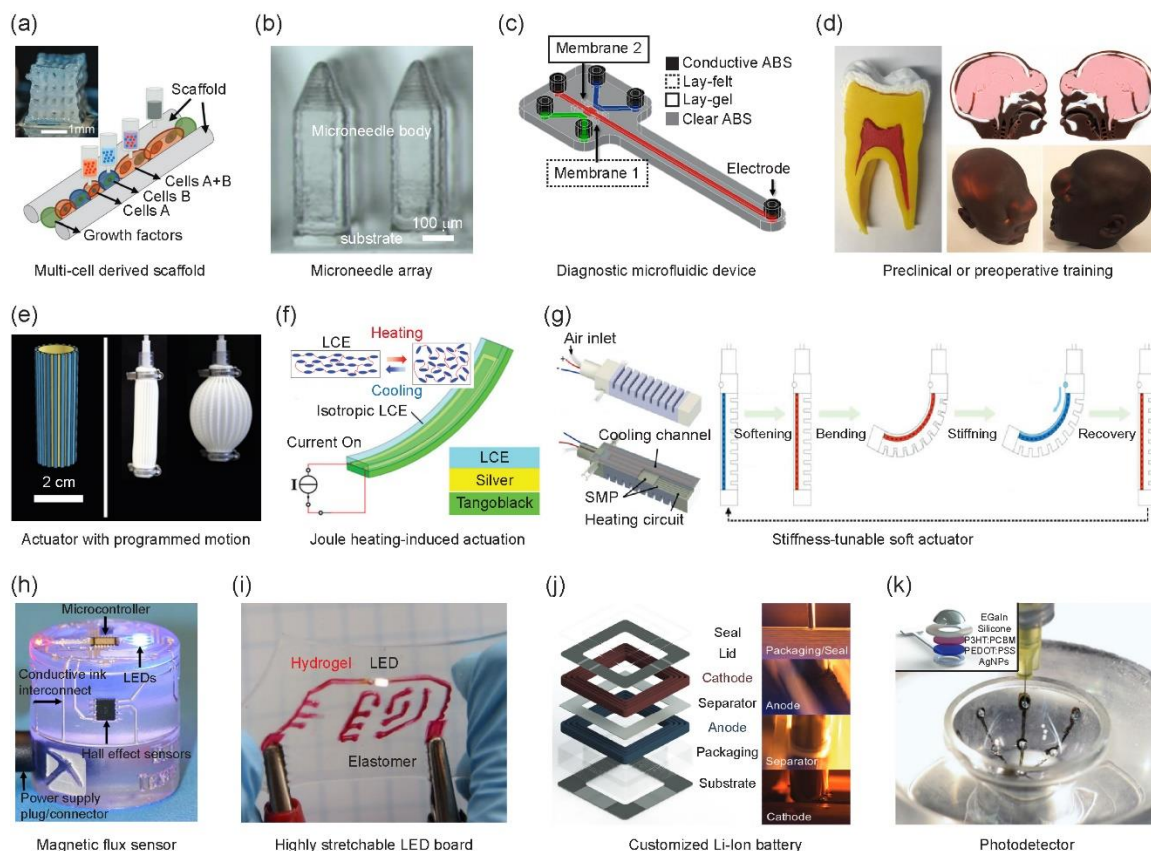 (a)
1mm
Scaffold
Cells A+B
Cells B
Cells A
Growth factors
Multi-cell derived scaffold
(b)
Microneedle body
100 μm
substrate
Microneedle array
(c)
Membrane 2
Conductive ABS
Lay-felt
Lay-gel
Clear ABS
Electrode
Membrane 1
Diagnostic microfluidic device
(d)
Preclinical or preoperative training
(e)
2 cm
Actuator with programmed motion
(f)
LCE
Heating
Cooling
Isotropic LCE
Current On
I
LCE
Silver
Tangoblack
Joule heating-induced actuation
(g)
Air inlet
+
-
Cooling channel
SMP
Heating circuit
Softening
Bending
Stiffning
Recovery
Stiffness-tunable soft actuator
(h)
Microcontroller
LEDs
Conductive ink
interconnect
Hall effect sensors
Power supply
plug/connector
Magnetic flux sensor
(i)
Hydrogel
LED
Elastomer
Highly stretchable LED board
(j)
Seal
Lid
Cathode
Separator
Anode
Packaging
Substrate
Packaging/Seal
Anode
Separator
Cathode
Customized Li-Ion battery
(k)
EGaIn
Silicone
P3HT:PCBM
PEDOT:PSS
AgNPs
Photodetector